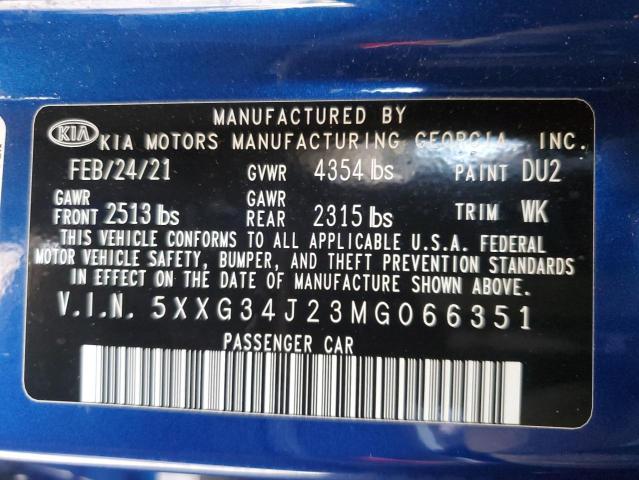 MANUFACTURED BY
KIA KIA MOTORS MANUFACTURING GEORGIA, INC.
FEB/24/21 GVWR 4354 lbs PAINT DU2
GAWR FRONT 2513 lbs GAWR REAR 2315 lbs TRIM WK
THIS VEHICLE CONFORMS TO ALL APPLICABLE U.S.A. FEDERAL
MOTOR VEHICLE SAFETY, BUMPER, AND THEFT PREVENTION STANDARDS
IN EFFECT ON THE DATE OF MANUFACTURE SHOWN ABOVE.
V.I.N. 5XXG34J23MG066351
PASSENGER CAR